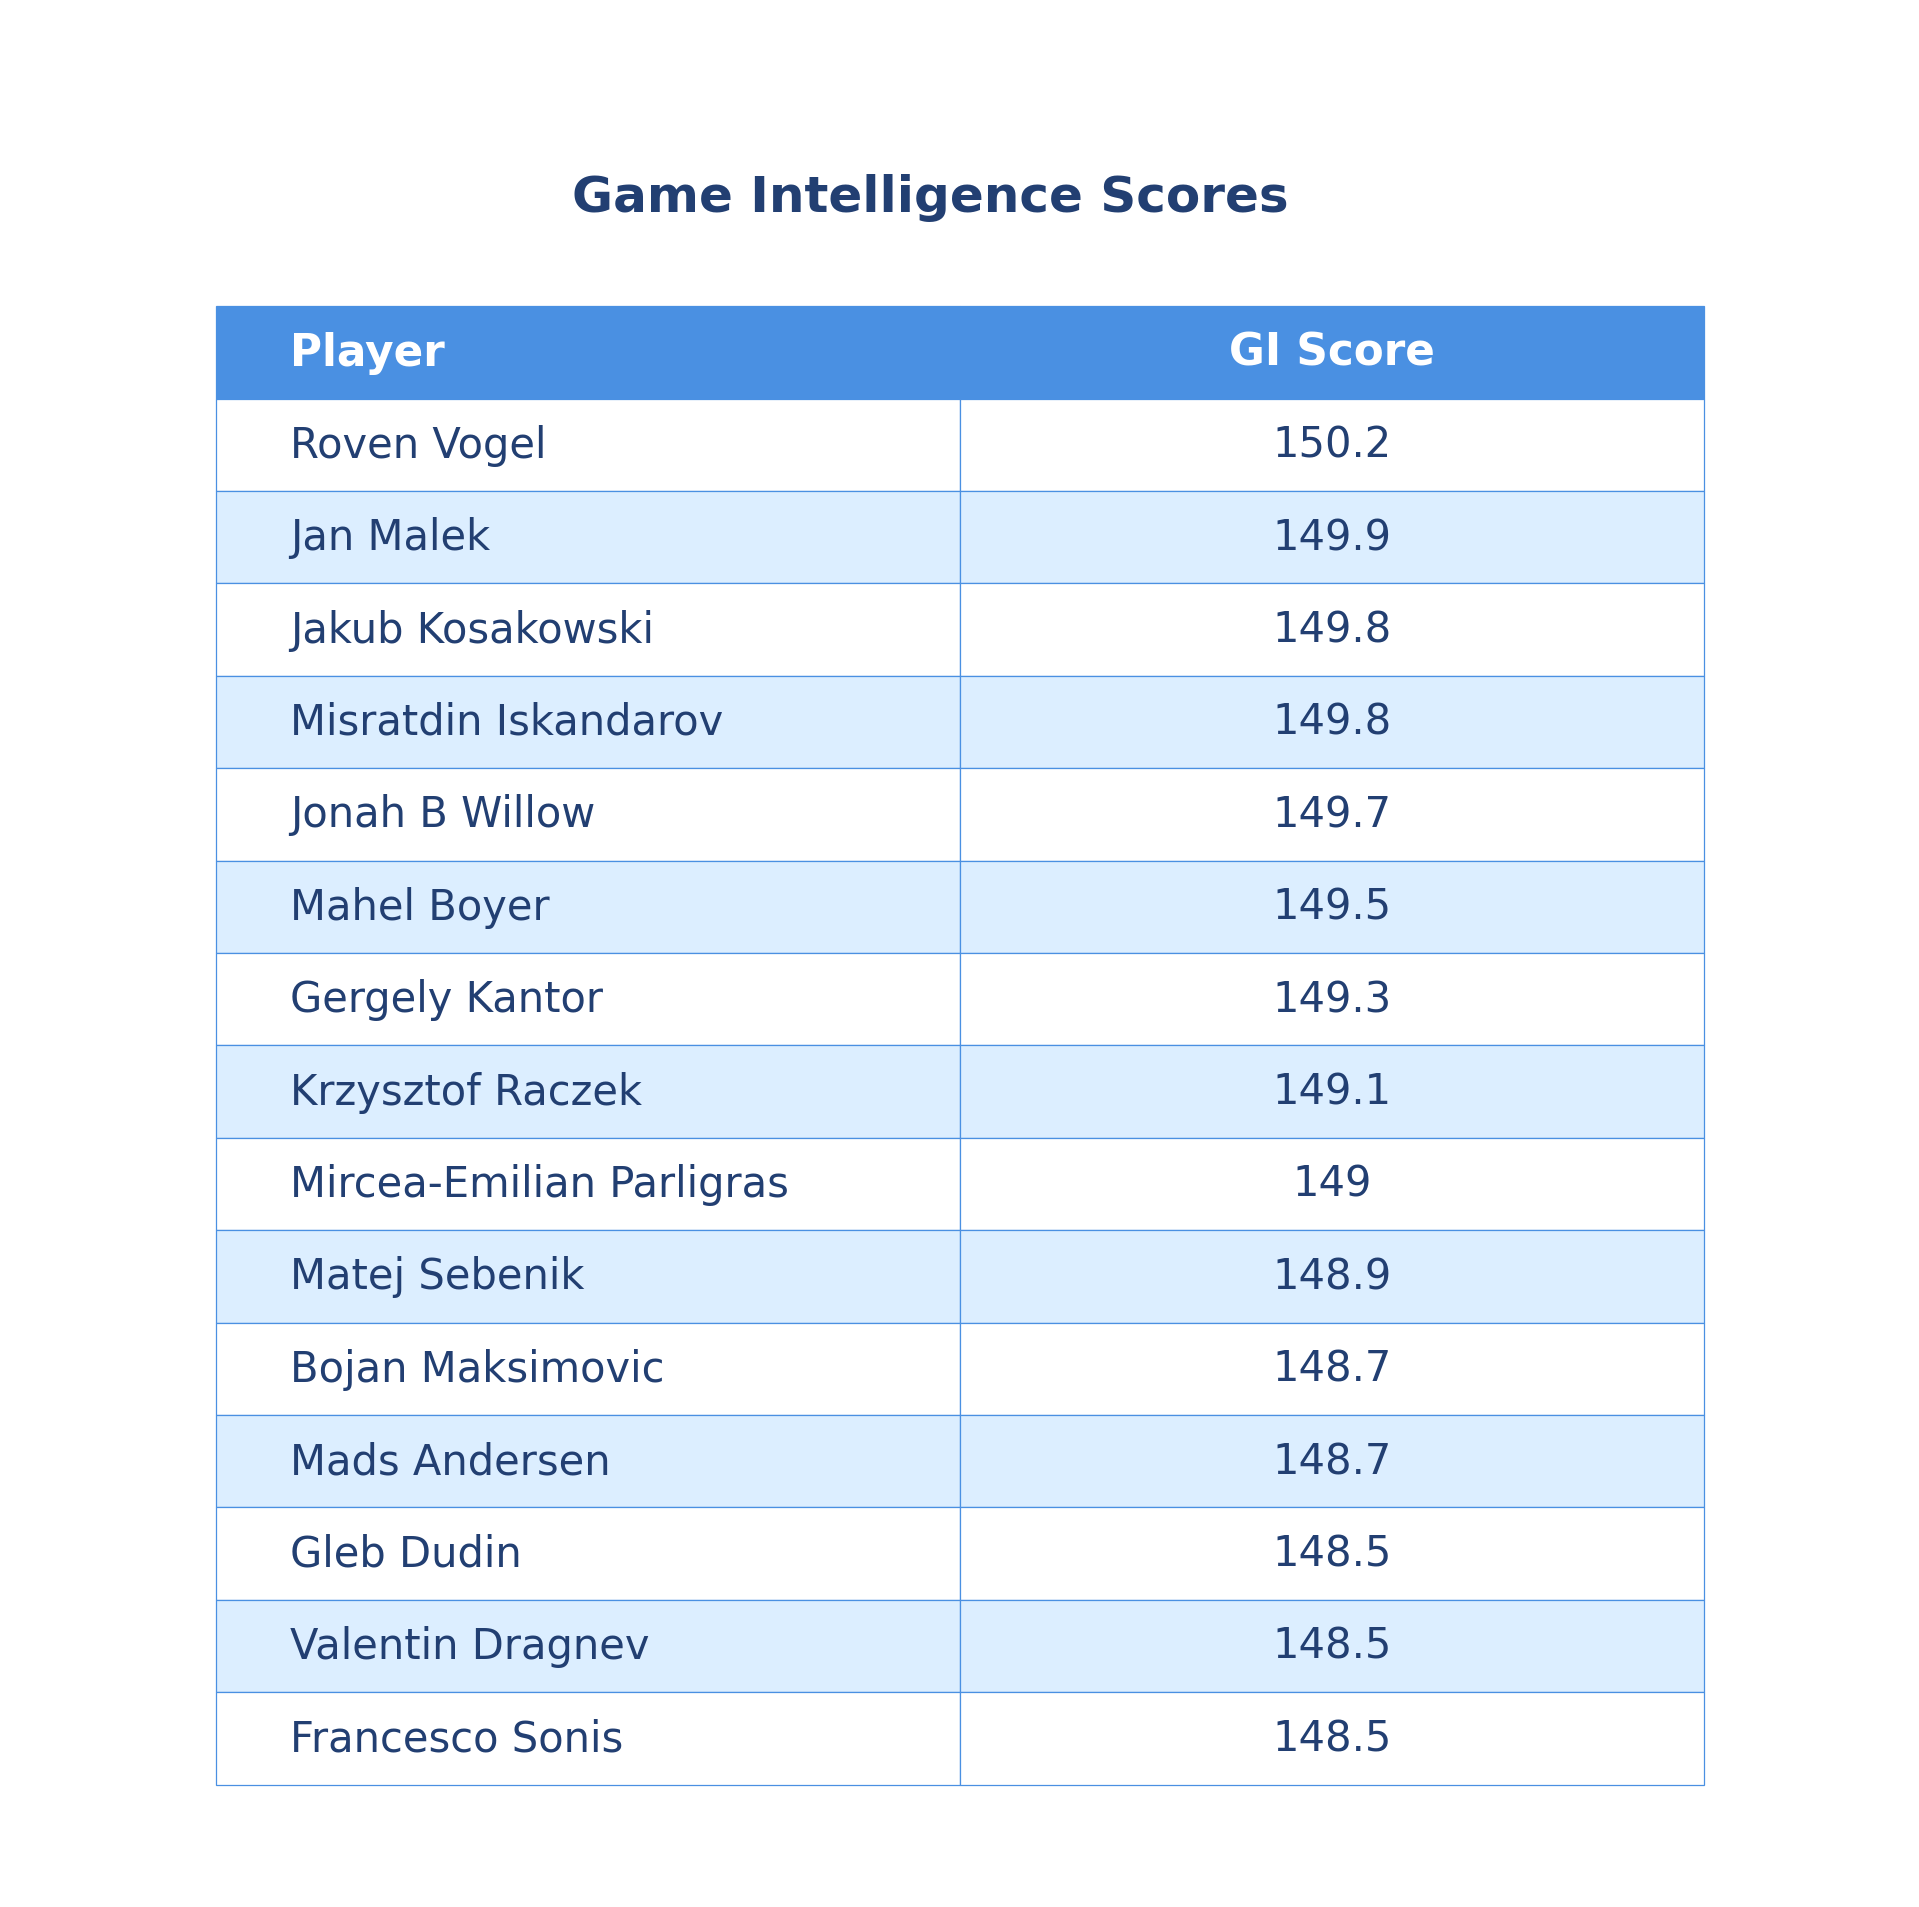 Game Intelligence Scores
Player GI Score
Roven Vogel 150.2
Jan Malek 149.9
Jakub Kosakowski 149.8
Misratdin Iskandarov 149.8
Jonah B Willow 149.7
Mahel Boyer 149.5
Gergely Kantor 149.3
Krzysztof Raczek 149.1
Mircea-Emilian Parligras 149
Matej Sebenik 148.9
Bojan Maksimovic 148.7
Mads Andersen 148.7
Gleb Dudin 148.5
Valentin Dragnev 148.5
Francesco Sonis 148.5